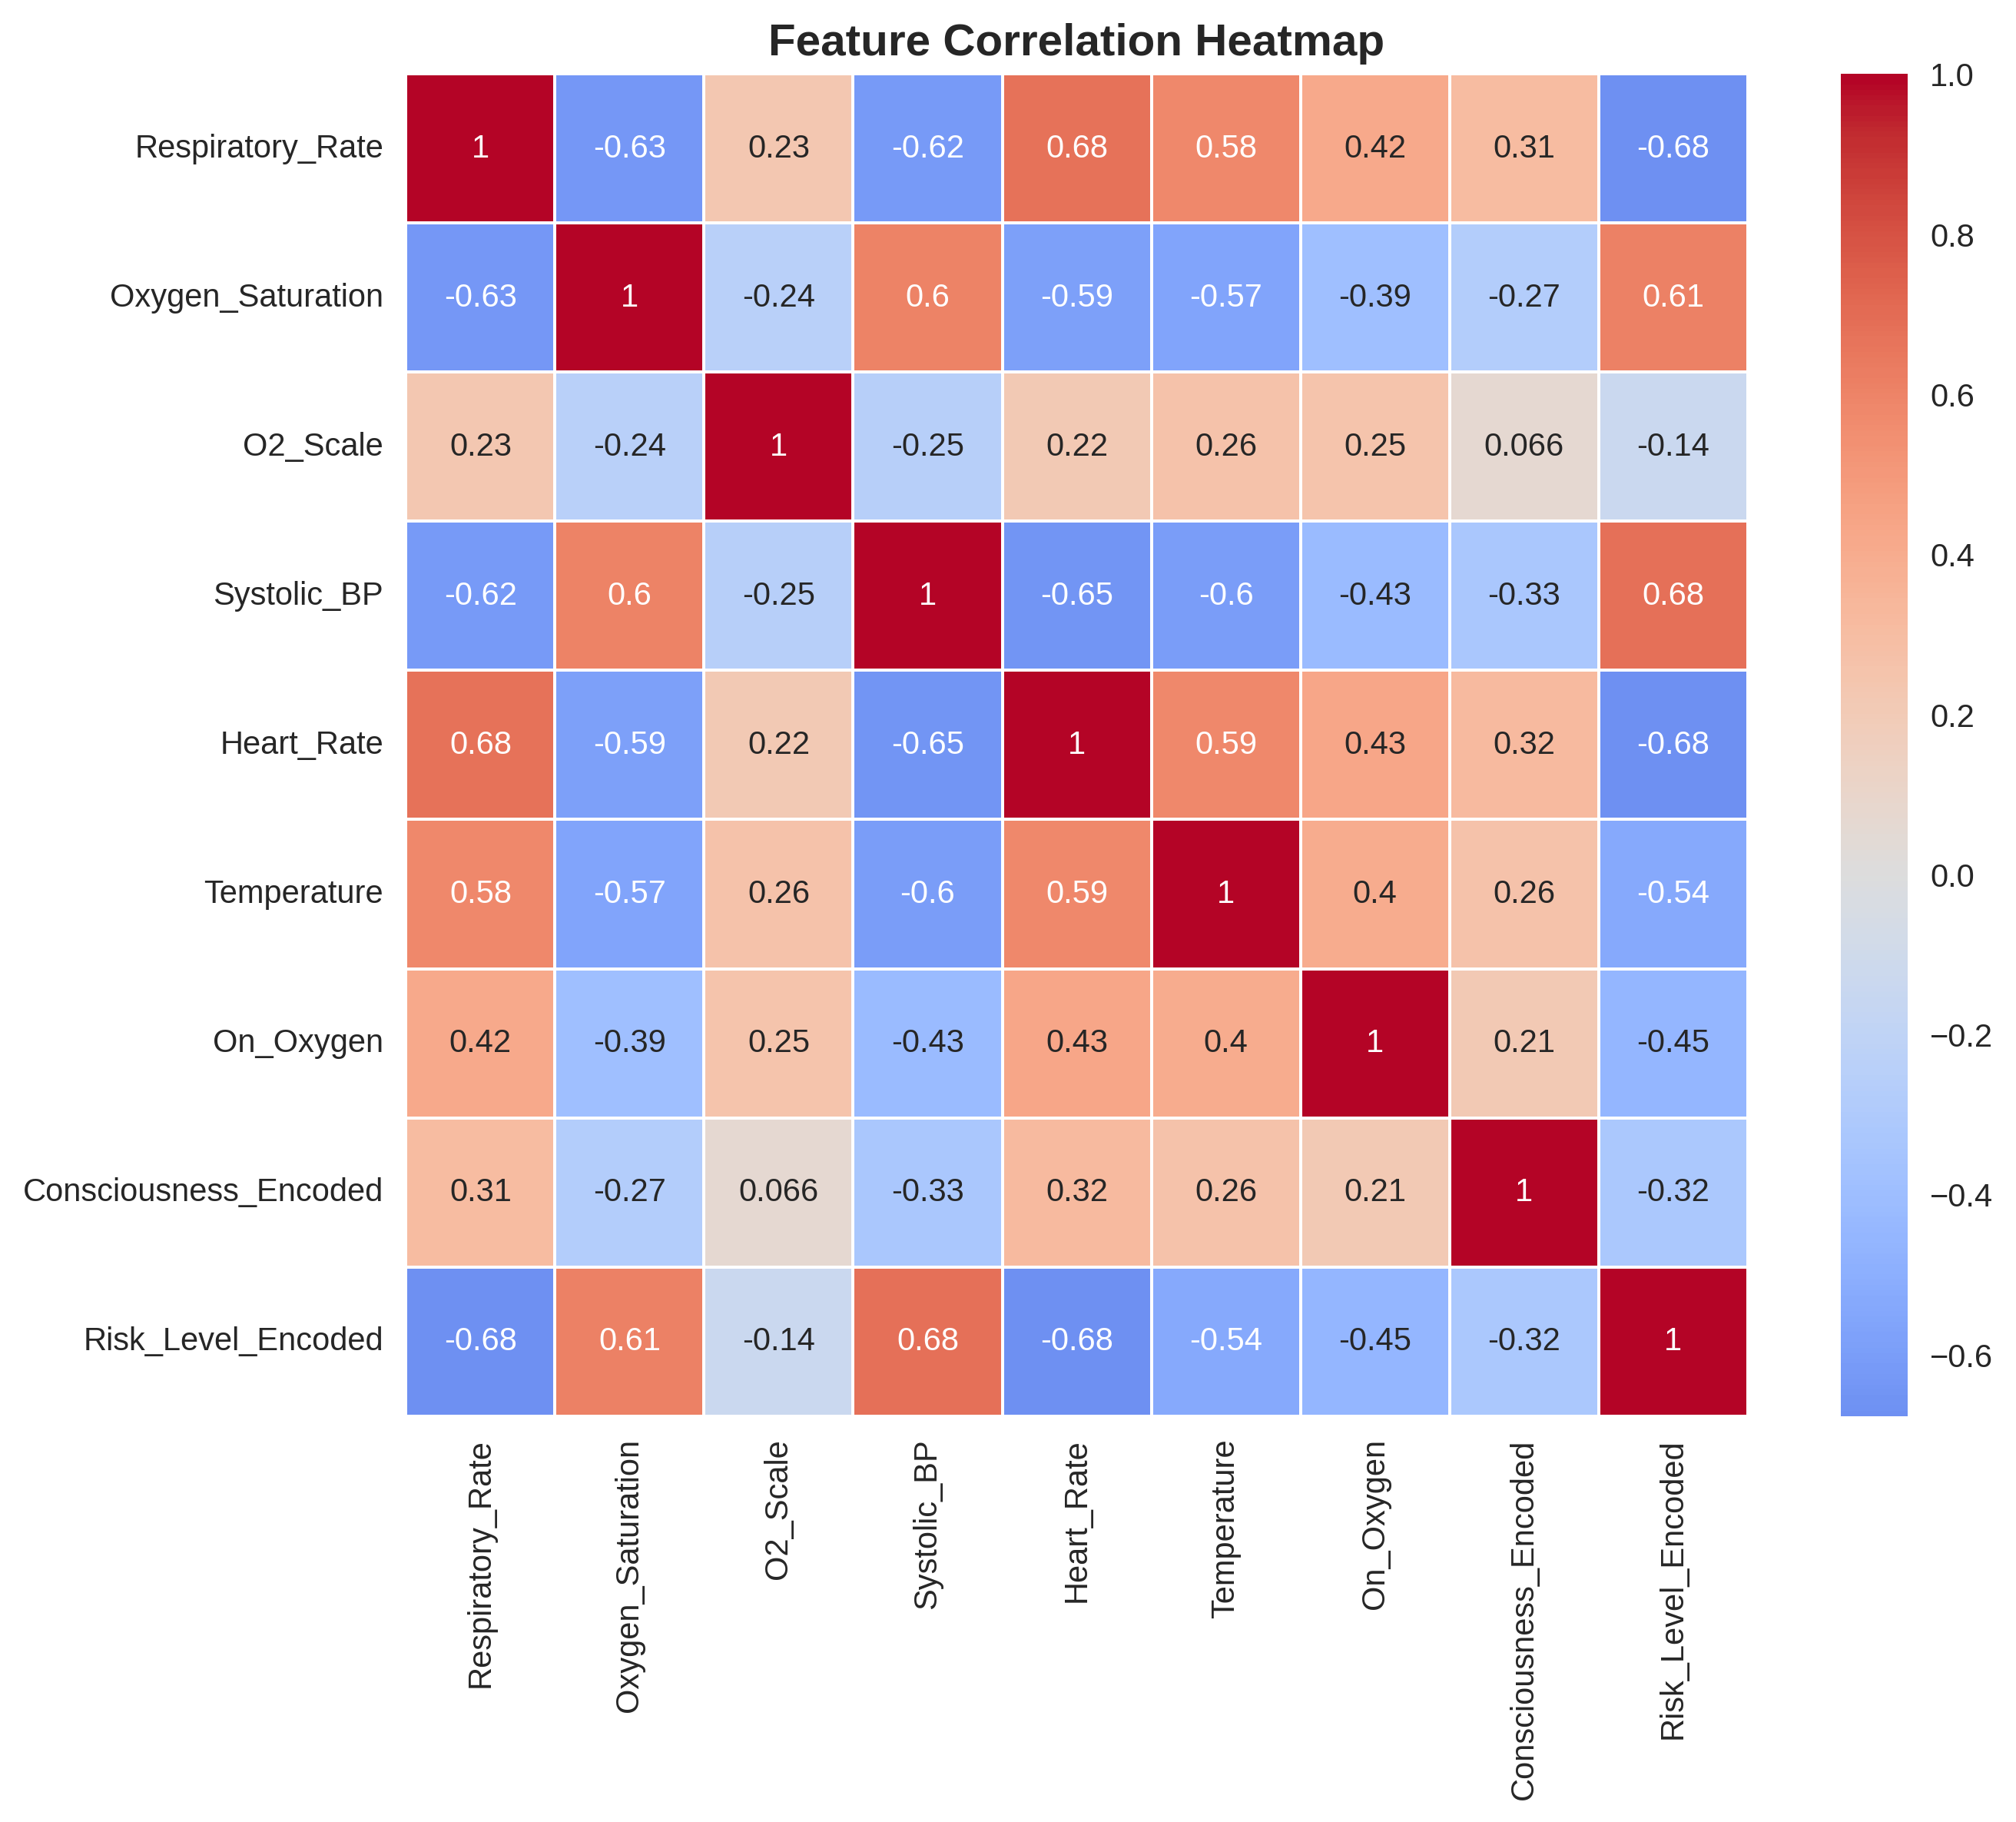 Feature Correlation Heatmap
Respiratory_Rate 1 -0.63 0.23 -0.62 0.68 0.58 0.42 0.31 -0.68
Oxygen_Saturation -0.63 1 -0.24 0.6 -0.59 -0.57 -0.39 -0.27 0.61
O2_Scale 0.23 -0.24 1 -0.25 0.22 0.26 0.25 0.066 -0.14
Systolic_BP -0.62 0.6 -0.25 1 -0.65 -0.6 -0.43 -0.33 0.68
Heart_Rate 0.68 -0.59 0.22 -0.65 1 0.59 0.43 0.32 -0.68
Temperature 0.58 -0.57 0.26 -0.6 0.59 1 0.4 0.26 -0.54
On_Oxygen 0.42 -0.39 0.25 -0.43 0.43 0.4 1 0.21 -0.45
Consciousness_Encoded 0.31 -0.27 0.066 -0.33 0.32 0.26 0.21 1 -0.32
Risk_Level_Encoded -0.68 0.61 -0.14 0.68 -0.68 -0.54 -0.45 -0.32 1
Respiratory_Rate
Oxygen_Saturation
O2_Scale
Systolic_BP
Heart_Rate
Temperature
On_Oxygen
Consciousness_Encoded
Risk_Level_Encoded
1.0
0.8
0.6
0.4
0.2
0.0
−0.2
−0.4
−0.6